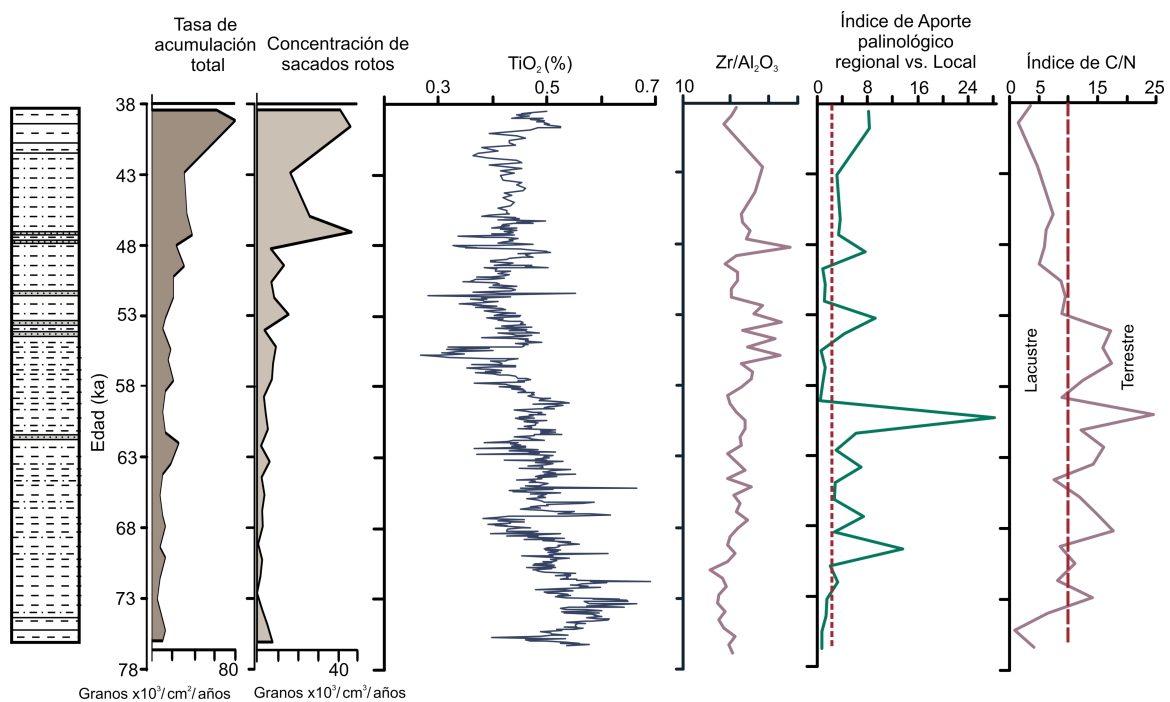 Tasa de
acumulación
total
Concentración de
sacados rotos
TiO₂ (%)
Zr/Al₂O₃
Índice de Aporte
palinológico
regional vs. Local
Índice de C/N
0.3 0.5 0.7
10
0 8 16 24
0 5 15 25
Edad (ka)
38
43
48
53
58
63
68
73
78
Lacustre
Terrestre
80
40
Granos x10³/cm²/años
Granos x10³/cm³/años